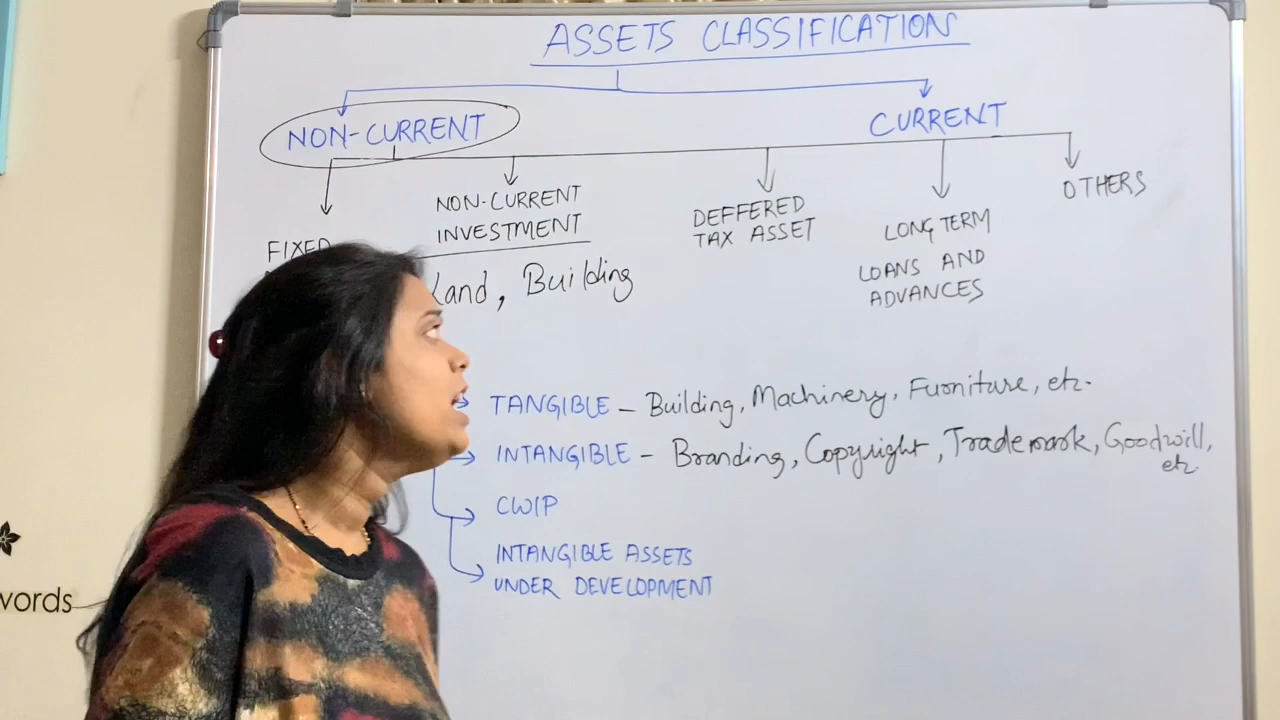 ASSETS CLASSIFICATION
NON-CURRENT
CURRENT
FIXED
NON-CURRENT
INVESTMENT
DEFFERED
TAX ASSET
LONG TERM
LOANS AND
ADVANCES
OTHERS
Land, Building
TANGIBLE - Building, Machinery, Furniture, etc.
INTANGIBLE - Branding, Copyright, Trademark, Goodwill,
etc.
CWIP
INTANGIBLE ASSETS
UNDER DEVELOPMENT
words